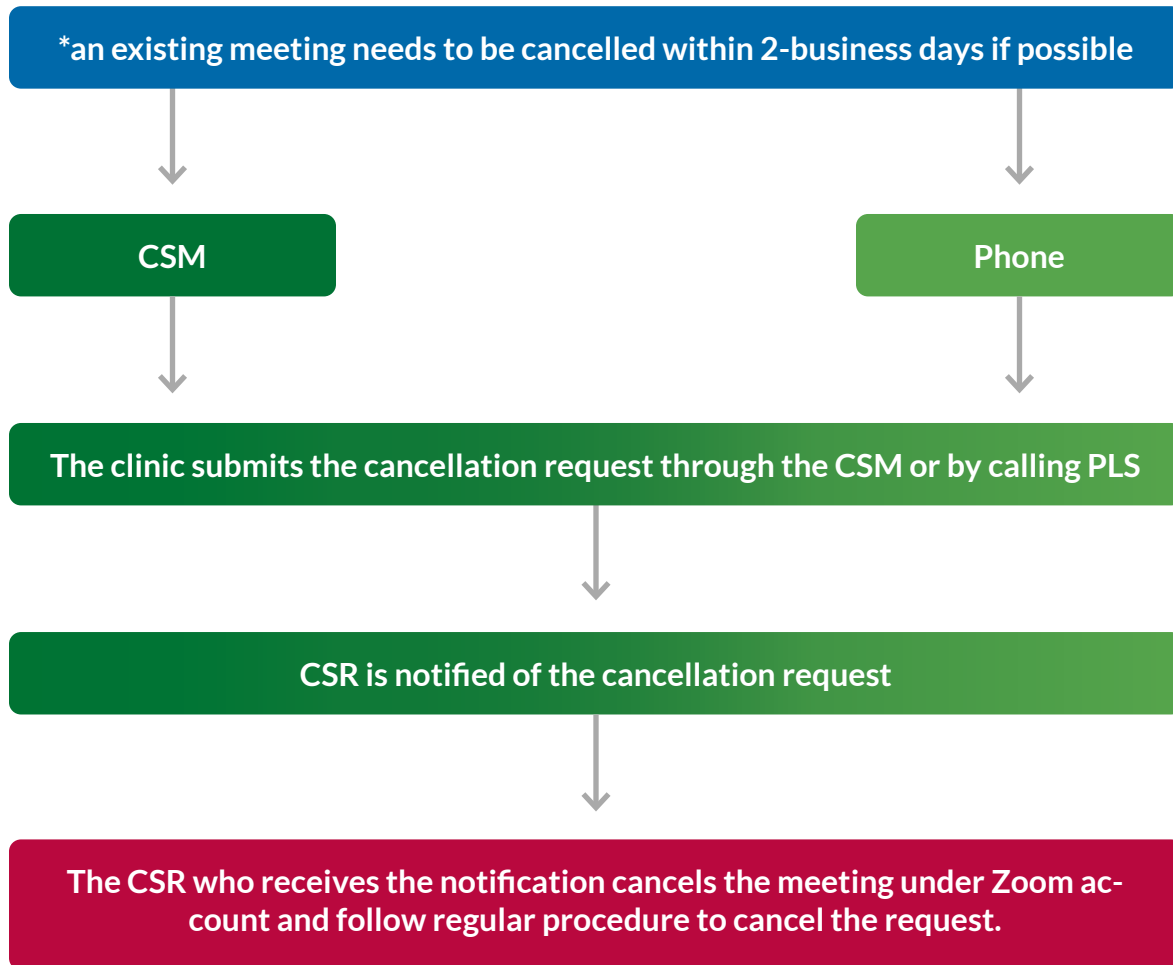 *an existing meeting needs to be cancelled within 2-business days if possible
CSM
Phone
The clinic submits the cancellation request through the CSM or by calling PLS
CSR is notified of the cancellation request
The CSR who receives the notification cancels the meeting under Zoom ac-
count and follow regular procedure to cancel the request.